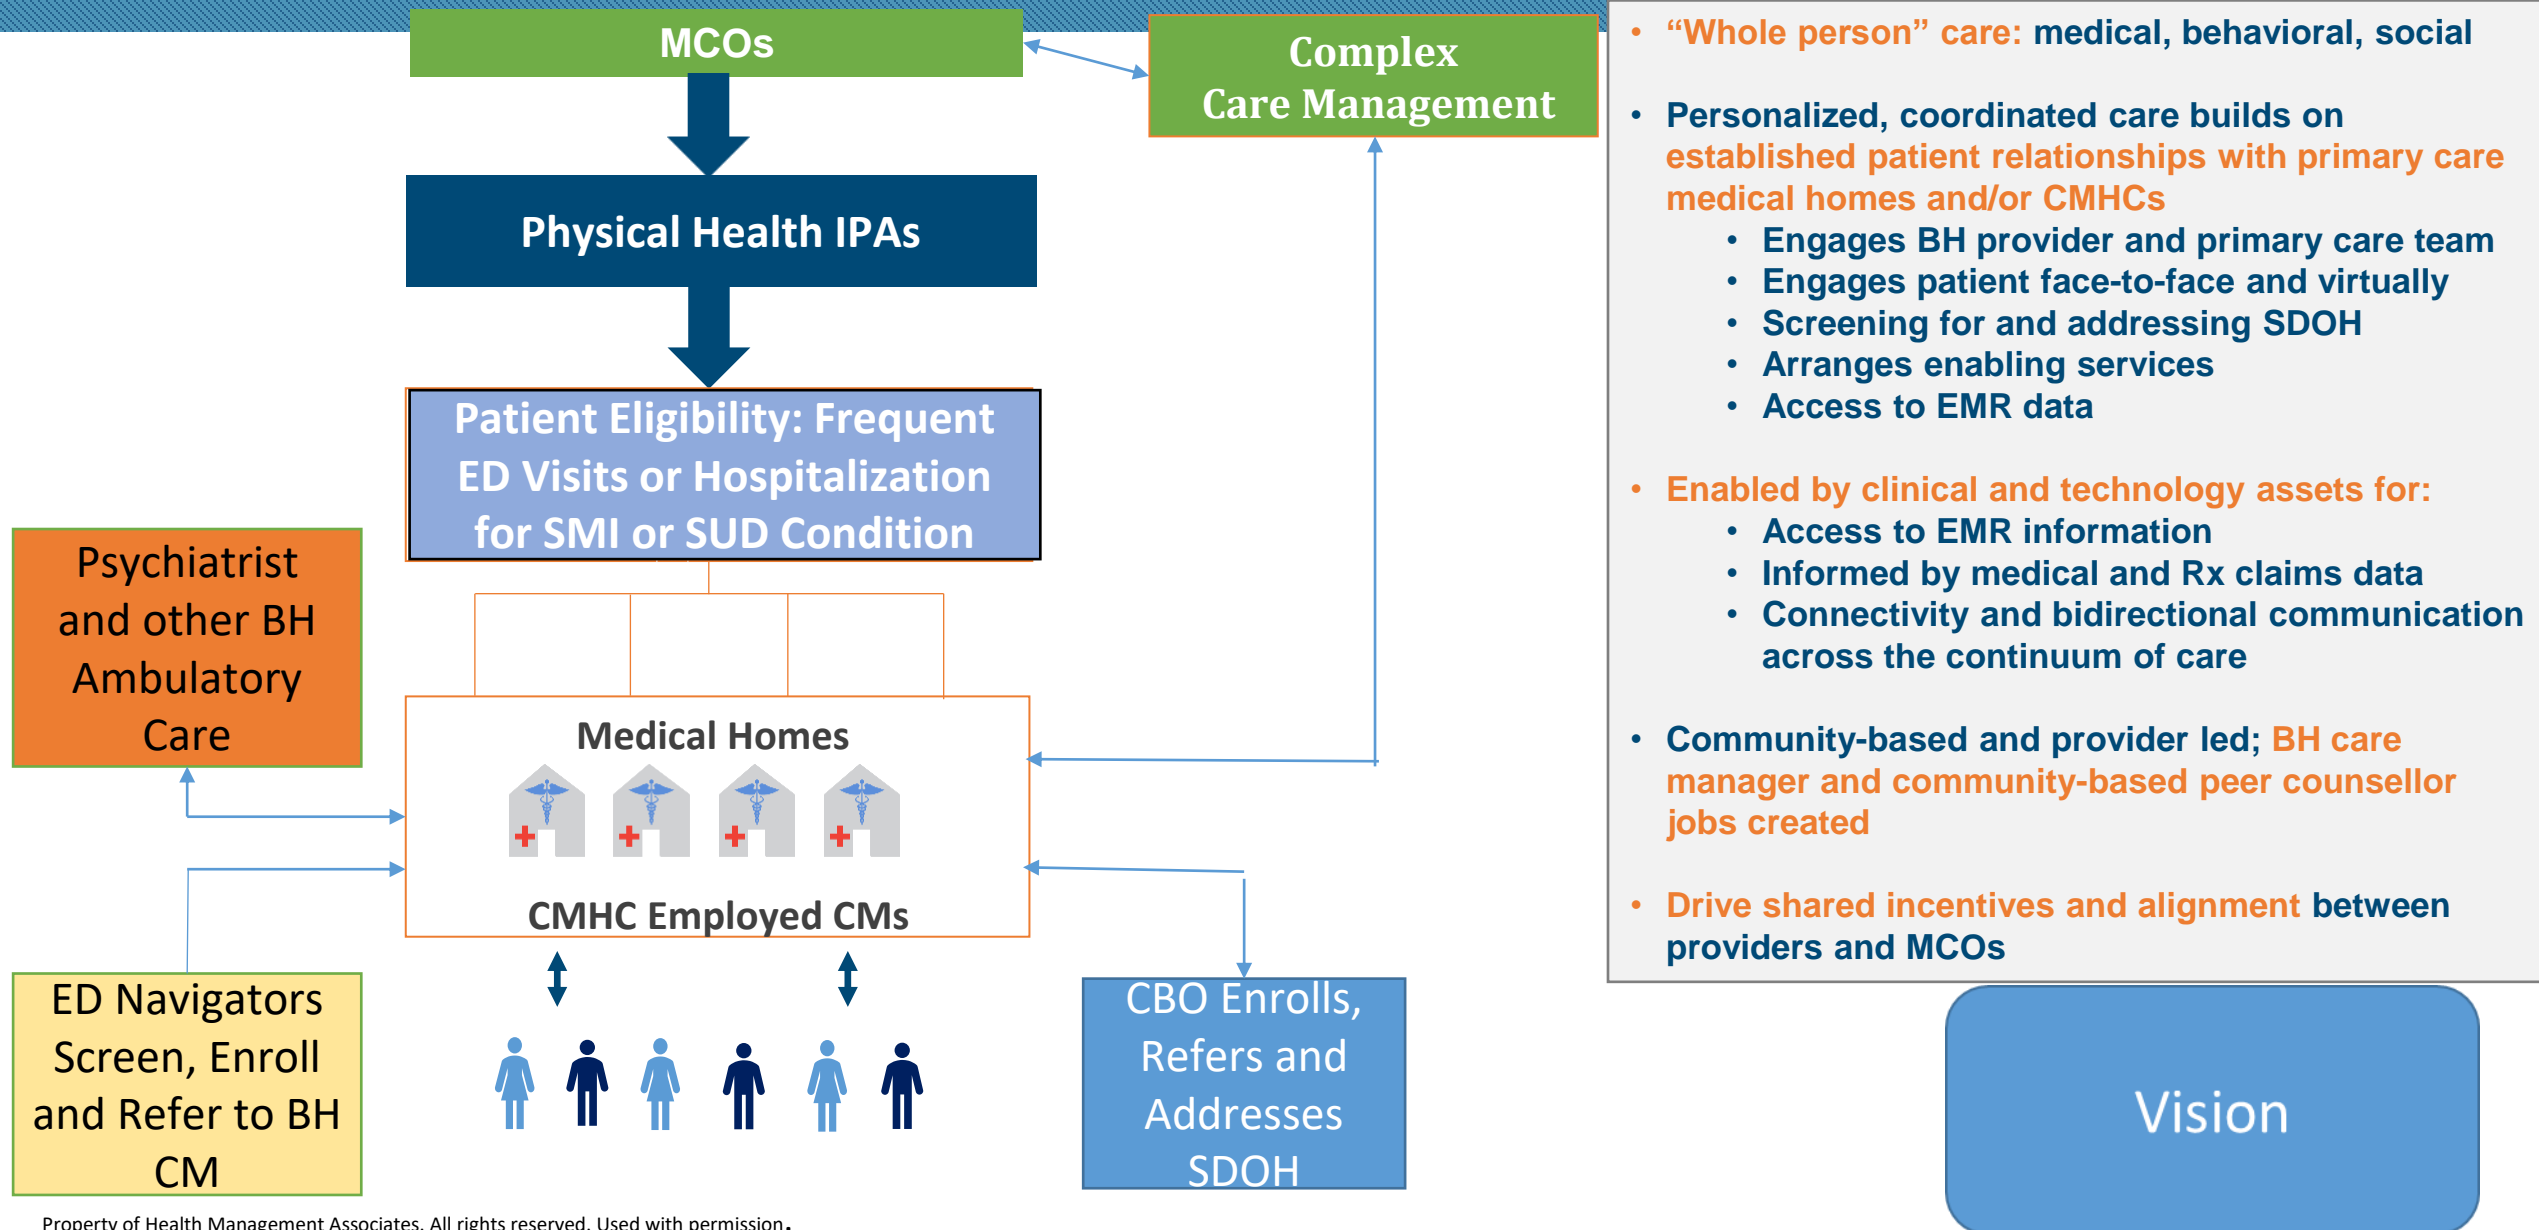 MCOs
Complex
Care Management
Physical Health IPAs
Patient Eligibility: Frequent
ED Visits or Hospitalization
for SMI or SUD Condition
Psychiatrist
and other BH
Ambulatory
Care
Medical Homes
CMHC Employed CMs
ED Navigators
Screen, Enroll
and Refer to BH
CM
CBO Enrolls,
Refers and
Addresses
SDOH
• “Whole person” care: medical, behavioral, social
• Personalized, coordinated care builds on
established patient relationships with primary care
medical homes and/or CMHCs
• Engages BH provider and primary care team
• Engages patient face-to-face and virtually
• Screening for and addressing SDOH
• Arranges enabling services
• Access to EMR data
• Enabled by clinical and technology assets for:
• Access to EMR information
• Informed by medical and Rx claims data
• Connectivity and bidirectional communication
across the continuum of care
• Community-based and provider led; BH care
manager and community-based peer counsellor
jobs created
• Drive shared incentives and alignment between
providers and MCOs
Vision
Property of Health Management Associates. All rights reserved. Used with permission.